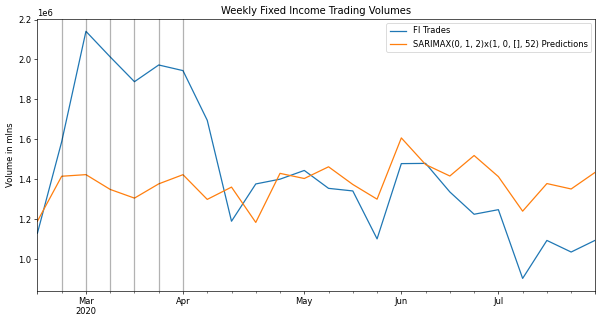 Weekly Fixed Income Trading Volumes
1e6
2.2
2.0
1.8
1.6
1.4
1.2
1.0
Volume in mlns
FI Trades
SARIMAX(0, 1, 2)x(1, 0, [], 52) Predictions
Mar Apr May Jun Jul
2020